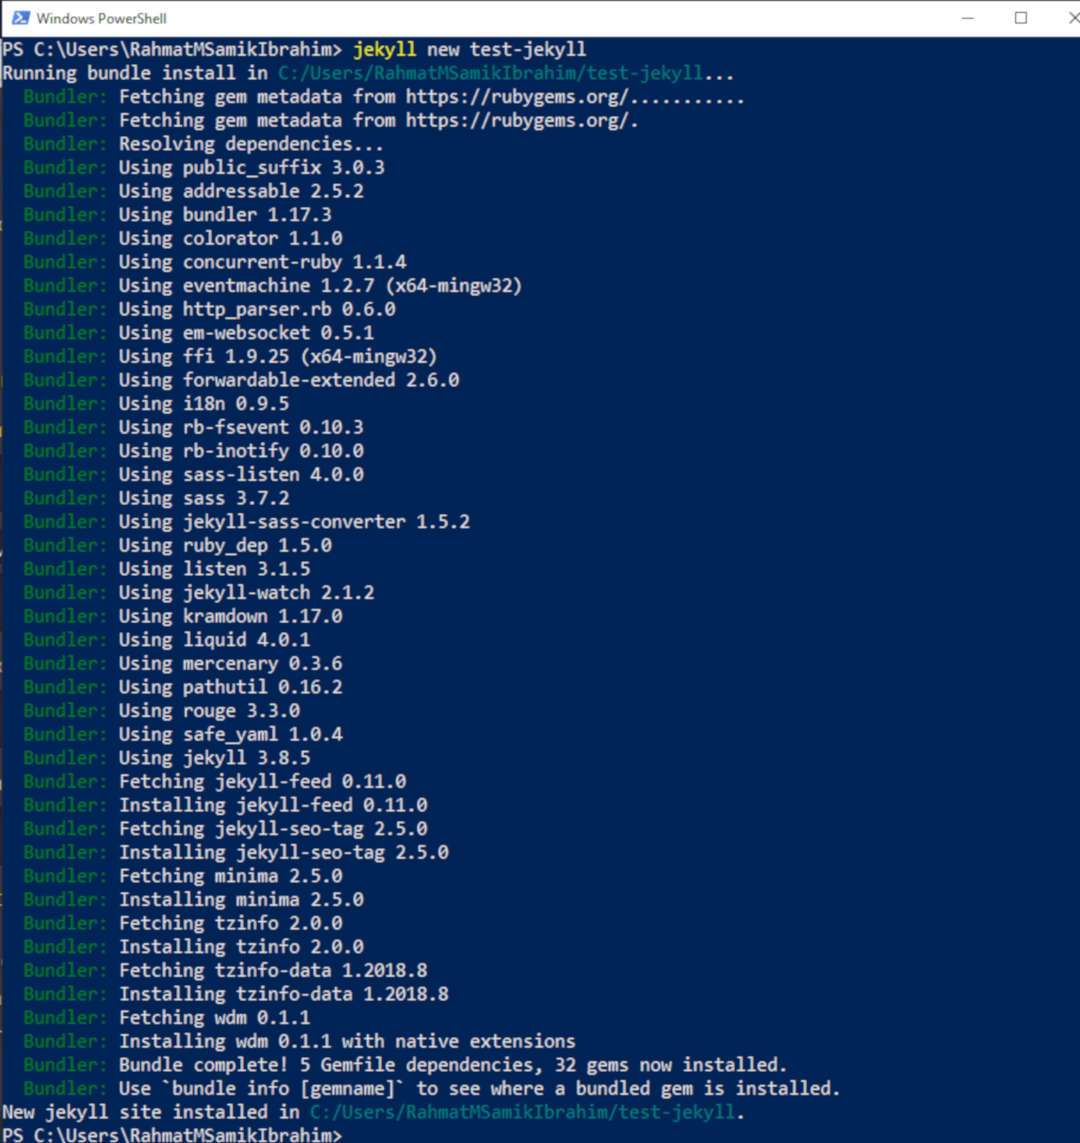 Windows PowerShell
PS C:\Users\RahmatMSamikIbrahim> jekyll new test-jekyll
Running bundle install in C:/Users/RahmatMSamikIbrahim/test-jekyll...
Bundler: Fetching gem metadata from https://rubygems.org/...........
Bundler: Fetching gem metadata from https://rubygems.org/.
Bundler: Resolving dependencies...
Bundler: Using public_suffix 3.0.3
Bundler: Using addressable 2.5.2
Bundler: Using bundler 1.17.3
Bundler: Using colorator 1.1.0
Bundler: Using concurrent-ruby 1.1.4
Bundler: Using eventmachine 1.2.7 (x64-mingw32)
Bundler: Using http_parser.rb 0.6.0
Bundler: Using em-websocket 0.5.1
Bundler: Using ffi 1.9.25 (x64-mingw32)
Bundler: Using forwardable-extended 2.6.0
Bundler: Using i18n 0.9.5
Bundler: Using rb-fsevent 0.10.3
Bundler: Using rb-inotify 0.10.0
Bundler: Using sass-listen 4.0.0
Bundler: Using sass 3.7.2
Bundler: Using jekyll-sass-converter 1.5.2
Bundler: Using ruby_dep 1.5.0
Bundler: Using listen 3.1.5
Bundler: Using jekyll-watch 2.1.2
Bundler: Using kramdown 1.17.0
Bundler: Using liquid 4.0.1
Bundler: Using mercenary 0.3.6
Bundler: Using pathutil 0.16.2
Bundler: Using rouge 3.3.0
Bundler: Using safe_yaml 1.0.4
Bundler: Using jekyll 3.8.5
Bundler: Fetching jekyll-feed 0.11.0
Bundler: Installing jekyll-feed 0.11.0
Bundler: Fetching jekyll-seo-tag 2.5.0
Bundler: Installing jekyll-seo-tag 2.5.0
Bundler: Fetching minima 2.5.0
Bundler: Installing minima 2.5.0
Bundler: Fetching tzinfo 2.0.0
Bundler: Installing tzinfo 2.0.0
Bundler: Fetching tzinfo-data 1.2018.8
Bundler: Installing tzinfo-data 1.2018.8
Bundler: Fetching wdm 0.1.1
Bundler: Installing wdm 0.1.1 with native extensions
Bundler: Bundle complete! 5 Gemfile dependencies, 32 gems now installed.
Bundler: Use `bundle info [gemname]` to see where a bundled gem is installed.
New jekyll site installed in C:/Users/RahmatMSamikIbrahim/test-jekyll.
PS C:\Users\RahmatMSamikIbrahim>